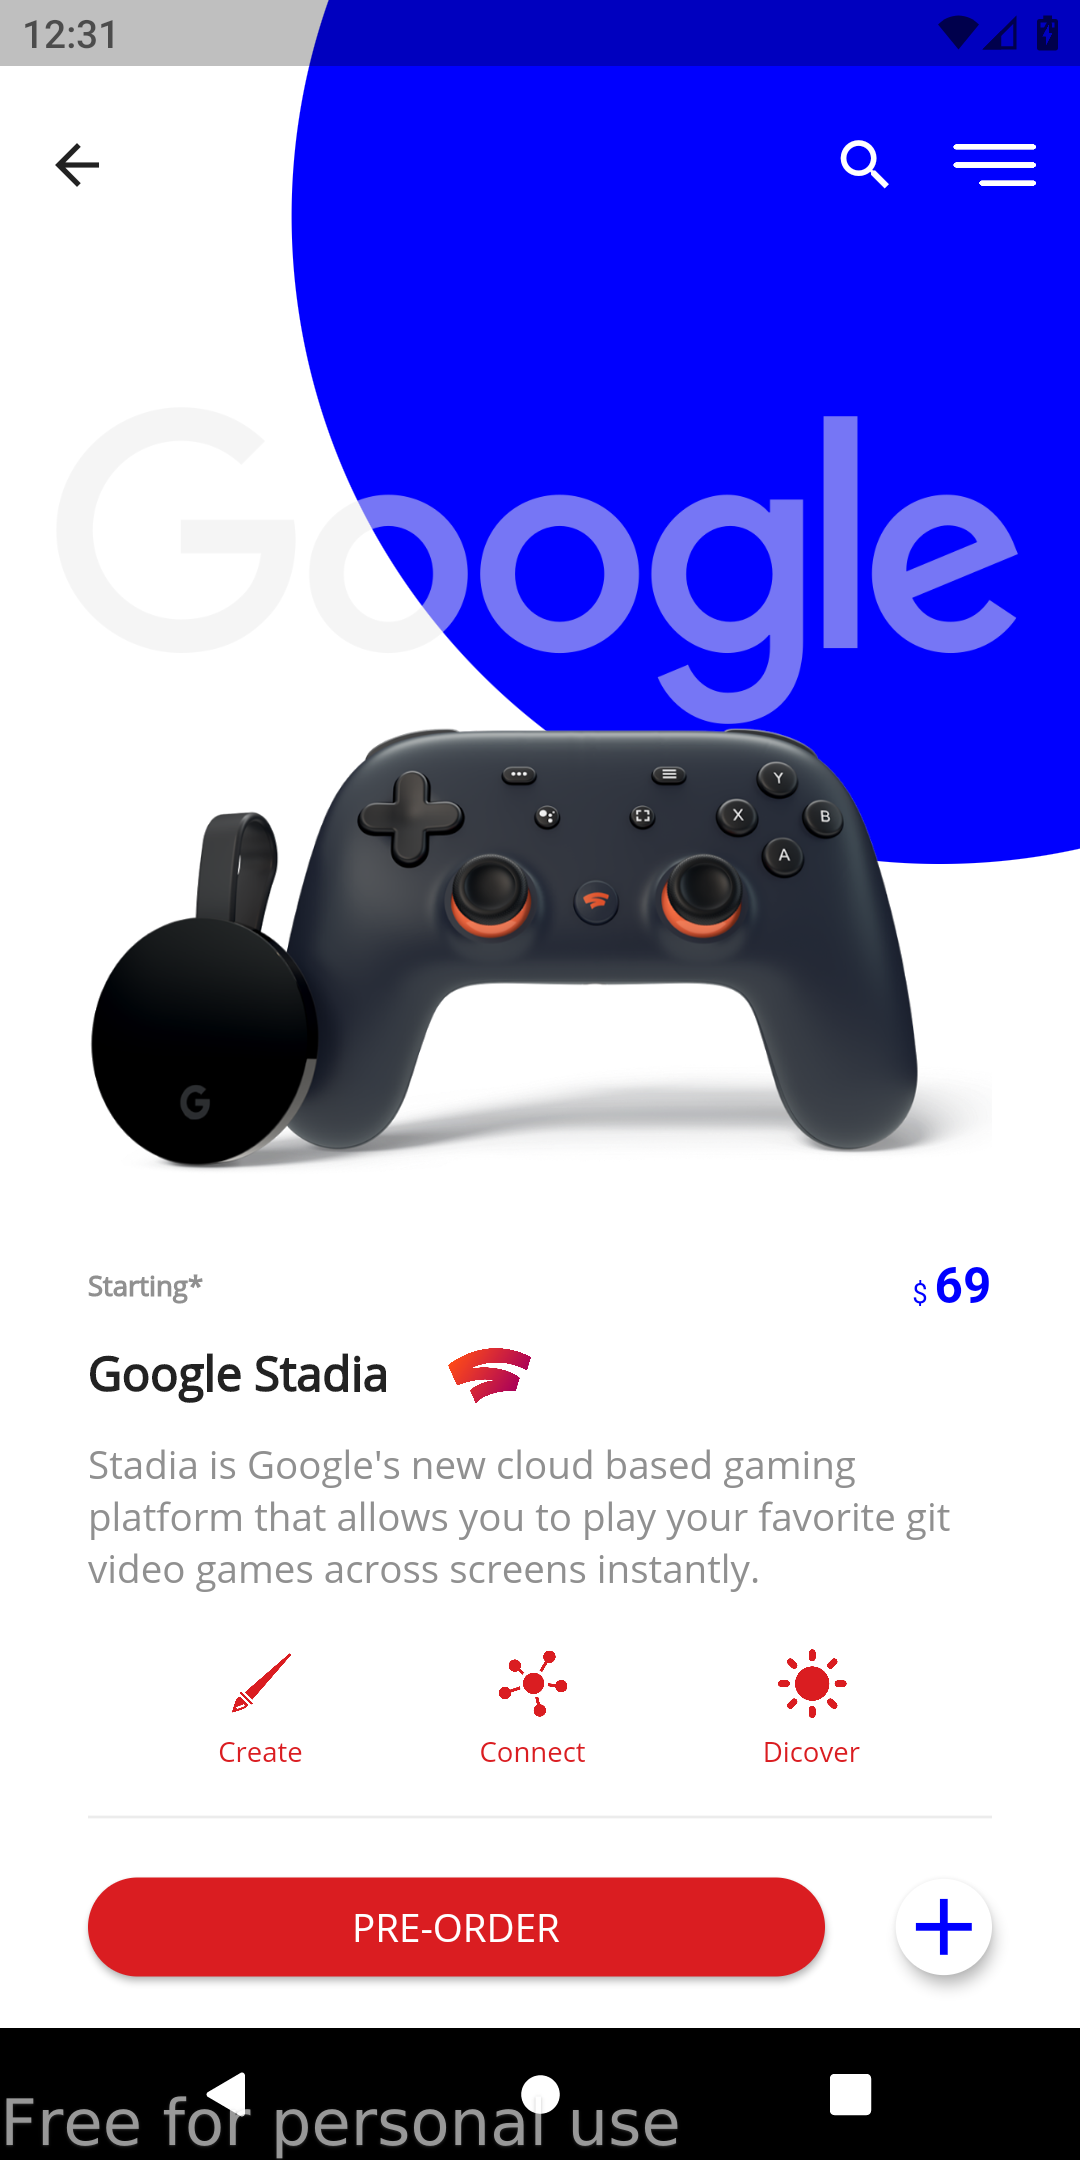 12:31
Google
Y
X
B
A
G
Starting*
$ 69
Google Stadia
Stadia is Google's new cloud based gaming
platform that allows you to play your favorite git
video games across screens instantly.
Create
Connect
Dicover
PRE-ORDER
Free for personal use